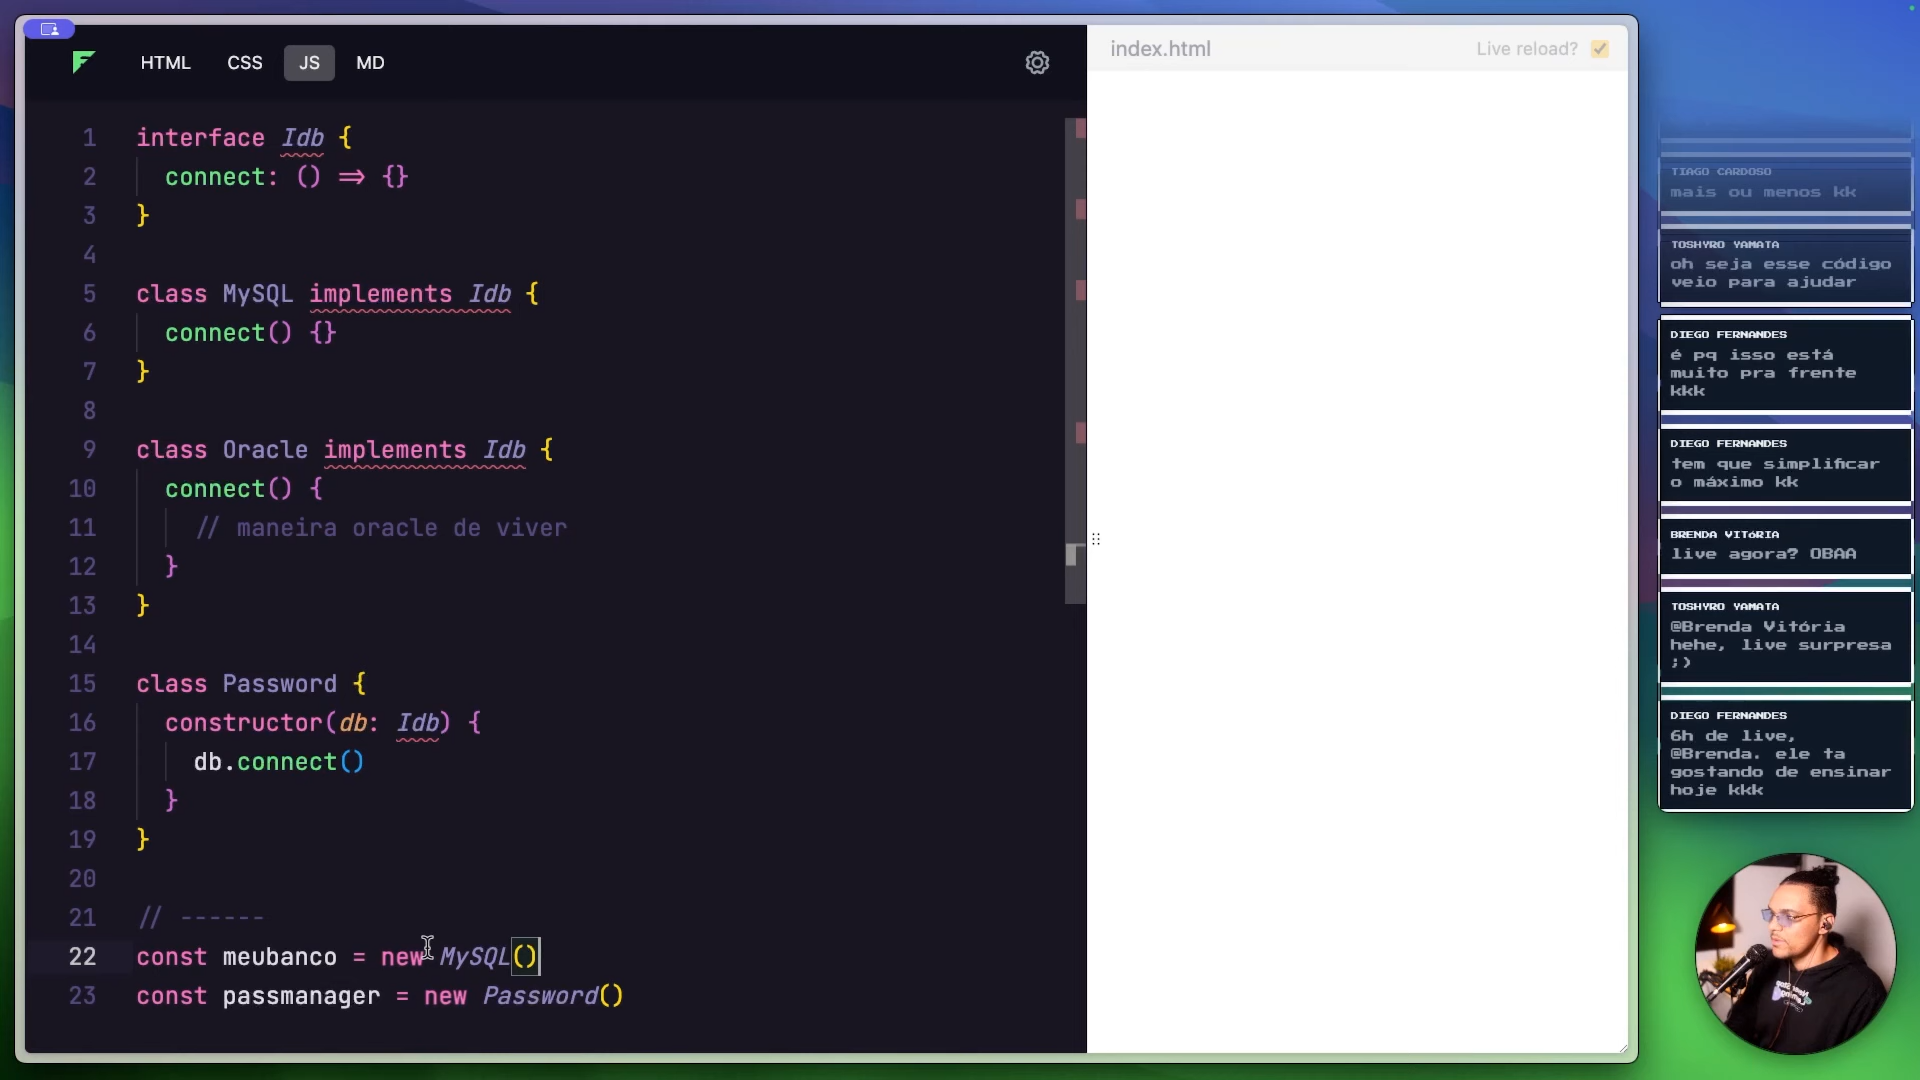 HTML CSS JS MD
index.html
Live reload?
1 interface Idb {
2 connect: () => {}
3 }
4
5 class MySQL implements Idb {
6 connect() {}
7 }
8
9 class Oracle implements Idb {
10 connect() {
11 // maneira oracle de viver
12 }
13 }
14
15 class Password {
16 constructor(db: Idb) {
17 db.connect()
18 }
19 }
20
21 // ------
22 const meubanco = new MySQL()
23 const passmanager = new Password()
TIAGO CARDOSO
mais ou menos kk
TOSHYRO YAMATA
oh seja esse código
veio para ajudar
DIEGO FERNANDES
é pq isso está
muito pra frente
kkk
DIEGO FERNANDES
tem que simplificar
o máximo kk
BRENDA VITÓRIA
live agora? OBAA
TOSHYRO YAMATA
@Brenda Vitória
hehe, live surpresa
;)
DIEGO FERNANDES
6h de live,
@Brenda. ele ta
gostando de ensinar
hoje kkk